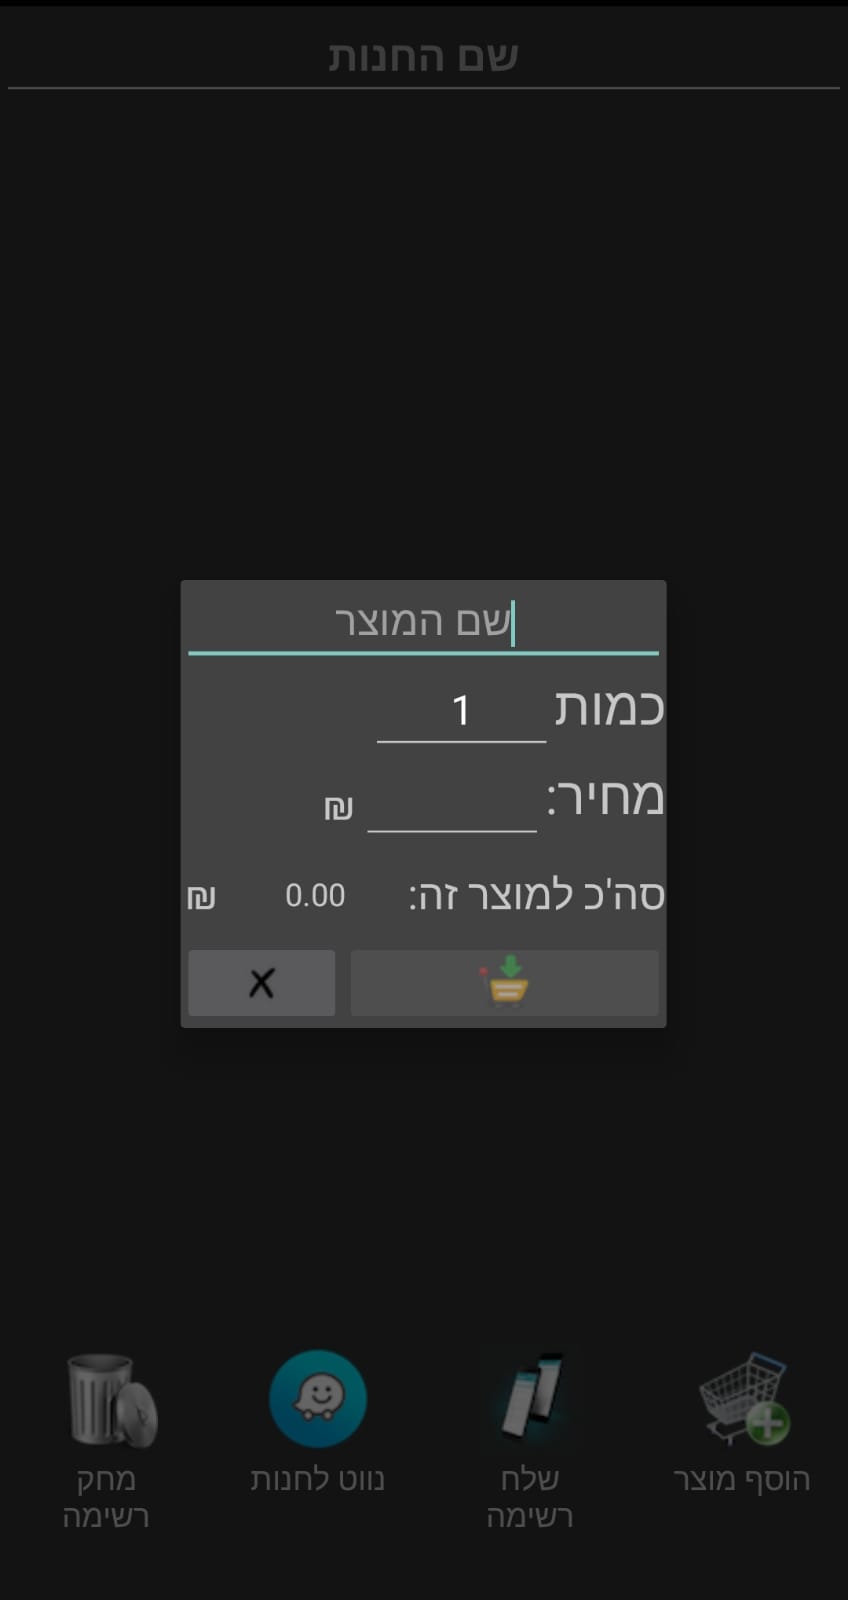 שם החנות
שם המוצר
כמות 1
מחיר: ₪
סה'כ למוצר זה: 0.00 ₪
X
הוסף מוצר
שלח רשימה
נווט לחנות
מחק רשימה